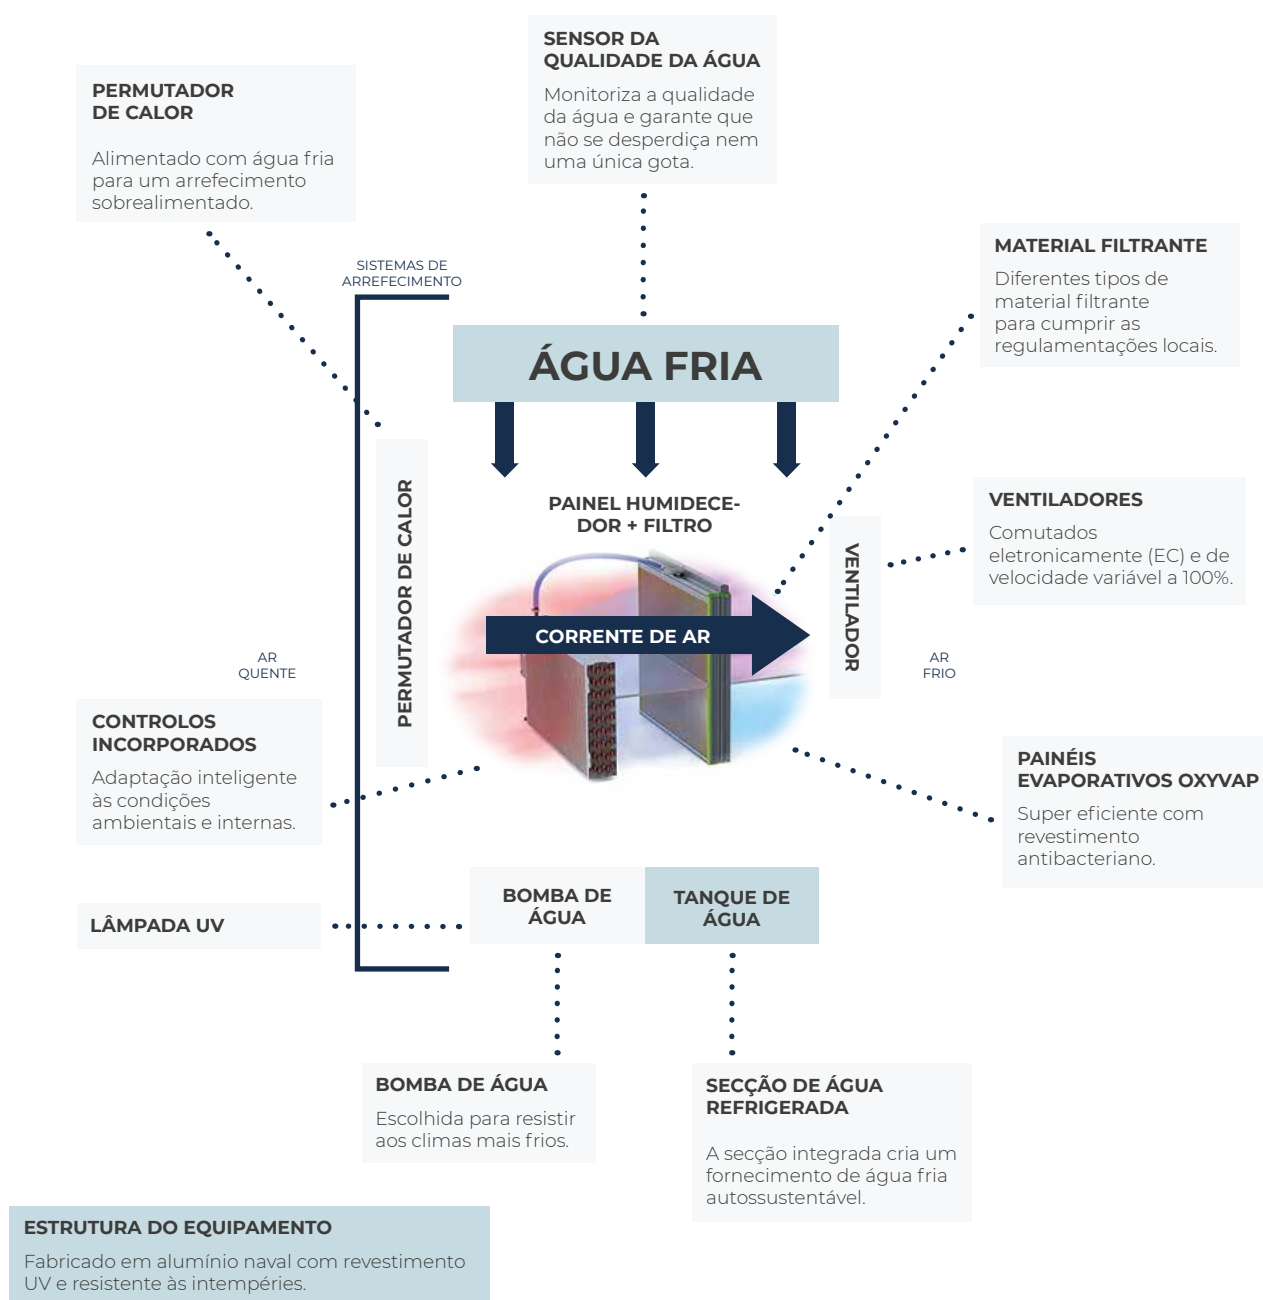 SENSOR DA
QUALIDADE DA ÁGUA
Monitoriza a qualidade
da água e garante que
não se desperdiça nem
uma única gota.
PERMUTADOR
DE CALOR
Alimentado com água fria
para um arrefecimento
sobrealimentado.
MATERIAL FILTRANTE
Diferentes tipos de
material filtrante
para cumprir as
regulamentações locais.
SISTEMAS DE
ARREFECIMENTO
ÁGUA FRIA
PERMUTADOR DE CALOR
PAINEL HUMIDECE-
DOR + FILTRO
CORRENTE DE AR
VENTILADOR
VENTILADORES
Comutados
eletronicamente (EC) e de
velocidade variável a 100%.
AR
QUENTE
AR
FRIO
CONTROLOS
INCORPORADOS
Adaptação inteligente
às condições
ambientais e internas.
PAINÉIS
EVAPORATIVOS OXYVAP
Super eficiente com
revestimento
antibacteriano.
LÂMPADA UV
BOMBA DE
ÁGUA
TANQUE DE
ÁGUA
BOMBA DE ÁGUA
Escolhida para resistir
aos climas mais frios.
SECÇÃO DE ÁGUA
REFRIGERADA
A secção integrada cria um
fornecimento de água fria
autossustentável.
ESTRUTURA DO EQUIPAMENTO
Fabricado em alumínio naval com revestimento
UV e resistente às intempéries.